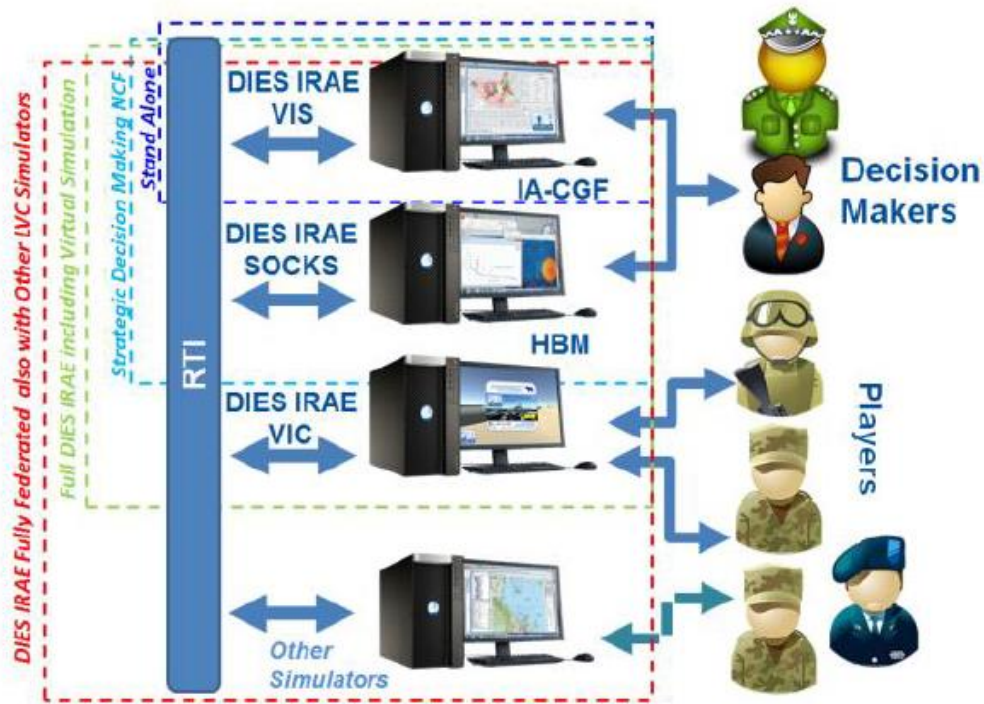 DIES IRAE Fully Federated also with Other LVC Simulators
Full DIES IRAE including Virtual Simulation
Strategic Decision Making NCF
Stand Alone
RTI
DIES IRAE
VIS
IA-CGF
DIES IRAE
SOCKS
HBM
DIES IRAE
VIC
Other
Simulators
Decision
Makers
Players